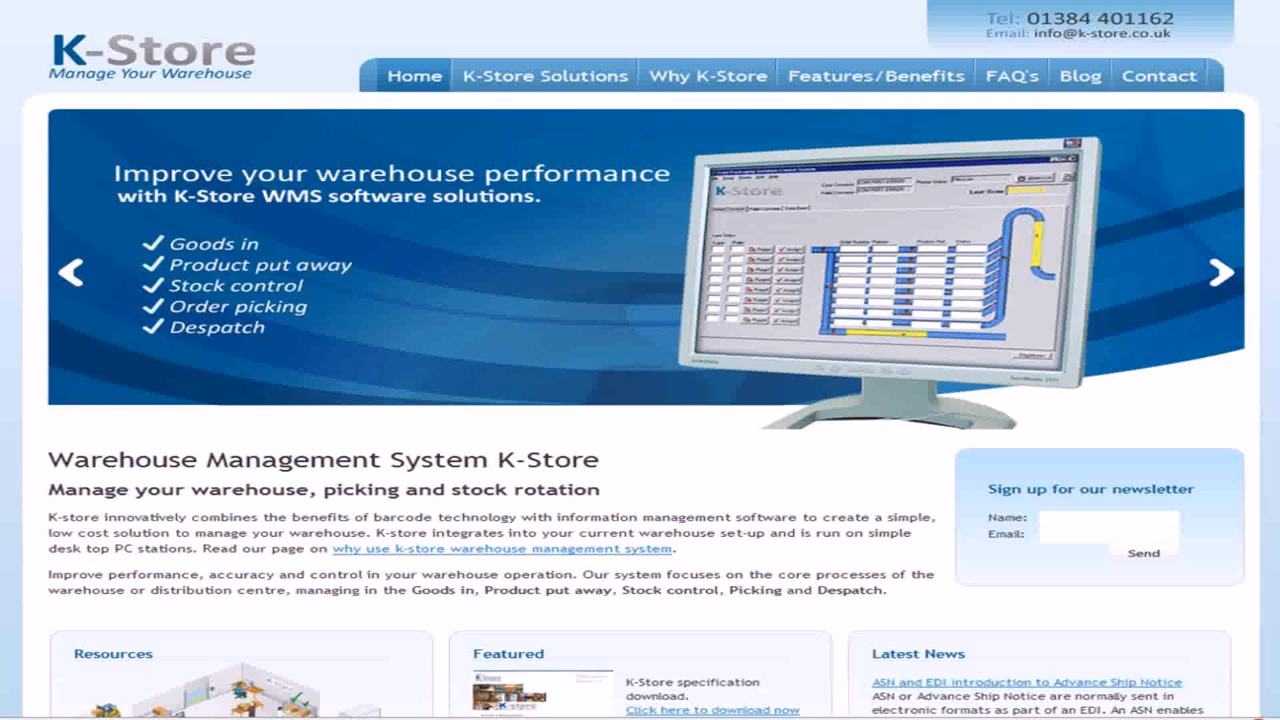 Tel: 01384 401162
Email: info@k-store.co.uk
K-Store
Manage Your Warehouse
Home K-Store Solutions Why K-Store Features/Benefits FAQ's Blog Contact
Improve your warehouse performance
with K-Store WMS software solutions.
Goods in
Product put away
Stock control
Order picking
Despatch
K-Store
Warehouse Management System K-Store
Manage your warehouse, picking and stock rotation
K-store innovatively combines the benefits of barcode technology with information management software to create a simple,
low cost solution to manage your warehouse. K-store integrates into your current warehouse set-up and is run on simple
desk top PC stations. Read our page on why use k-store warehouse management system.
Improve performance, accuracy and control in your warehouse operation. Our system focuses on the core processes of the
warehouse or distribution centre, managing in the Goods in, Product put away, Stock control, Picking and Despatch.
Sign up for our newsletter
Name:
Email:
Send
Resources
Featured
K-Store specification
download.
Click here to download now
Latest News
ASN and EDI introduction to Advance Ship Notice
ASN or Advance Ship Notice are normally sent in
electronic formats as part of an EDI. An ASN enables